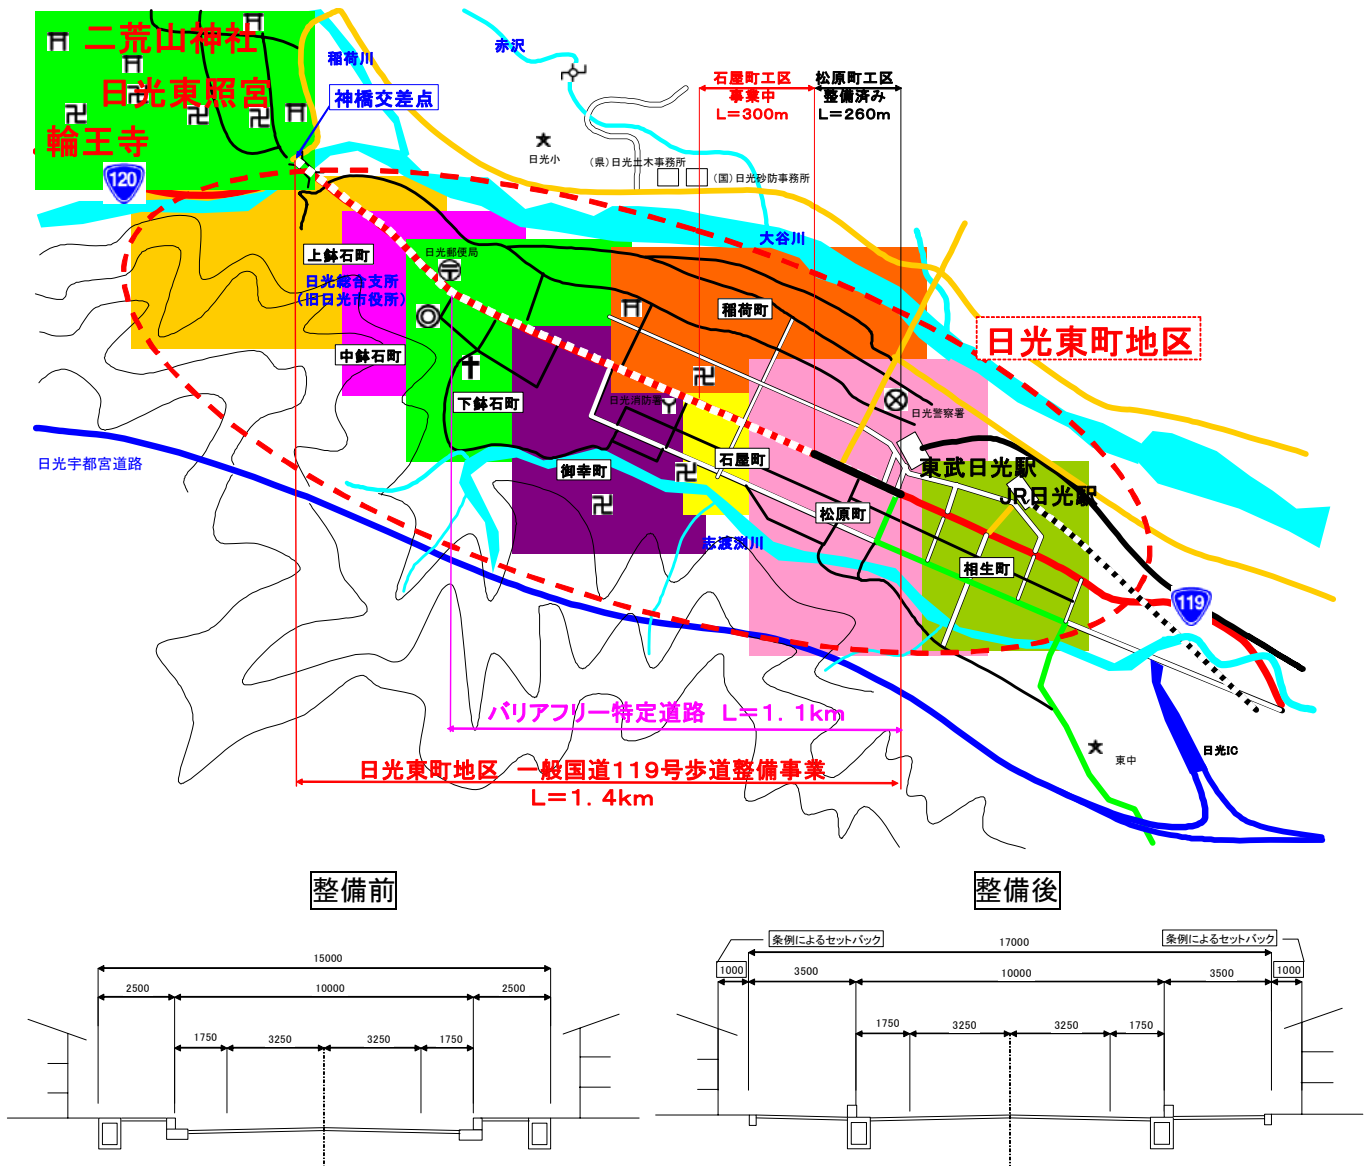 二荒山神社
日光東照宮
輪王寺
120
稲荷川
神橋交差点
赤沢
日光小
(県)日光土木事務所
(国)日光砂防事務所
石屋町工区
事業中
L=300m
松原町工区
整備済み
L=260m
大谷川
上鉢石町
日光郵便局
日光総合支所
(旧日光市役所)
中鉢石町
下鉢石町
稲荷町
日光東町地区
日光消防署
日光警察署
御幸町
石屋町
松原町
東武日光駅
JR日光駅
相生町
志渡渕川
日光宇都宮道路
119
バリアフリー特定道路 L=1.1km
日光東町地区 一般国道119号歩道整備事業
L=1.4km
東中
日光IC
整備前
15000
2500
10000
2500
1750
3250
3250
1750
整備後
条例によるセットバック
17000
条例によるセットバック
1000
3500
10000
3500
1000
1750
3250
3250
1750